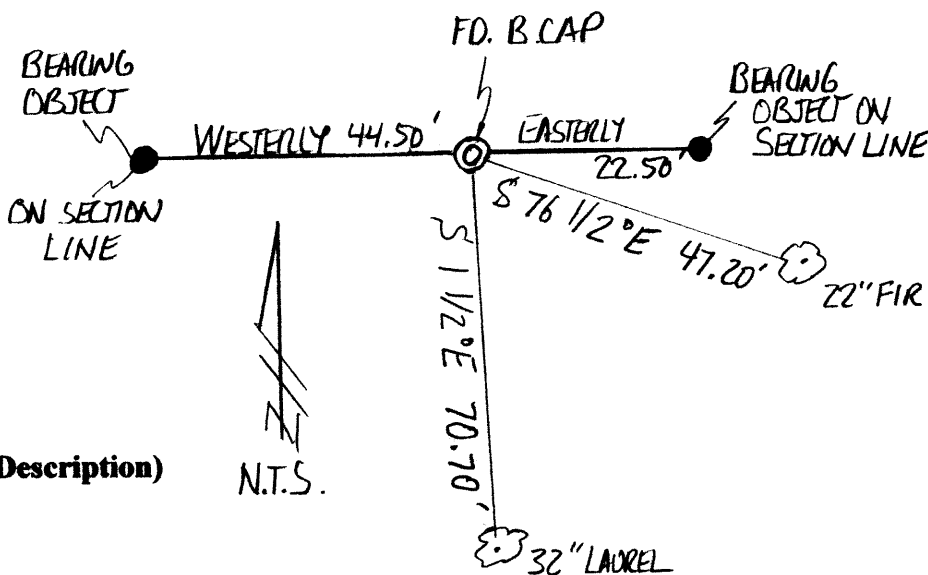 FD. B.CAP
BEARING
OBJECT
BEARING
OBJECT ON
SECTION LINE
WESTERLY 44.50'
EASTERLY
22.50'
ON SECTION
LINE
S 76 1/2°E 47.20'
22" FIR
S 1 1/2°E 70.70'
N
Description)
N.T.S.
32" LAUREL